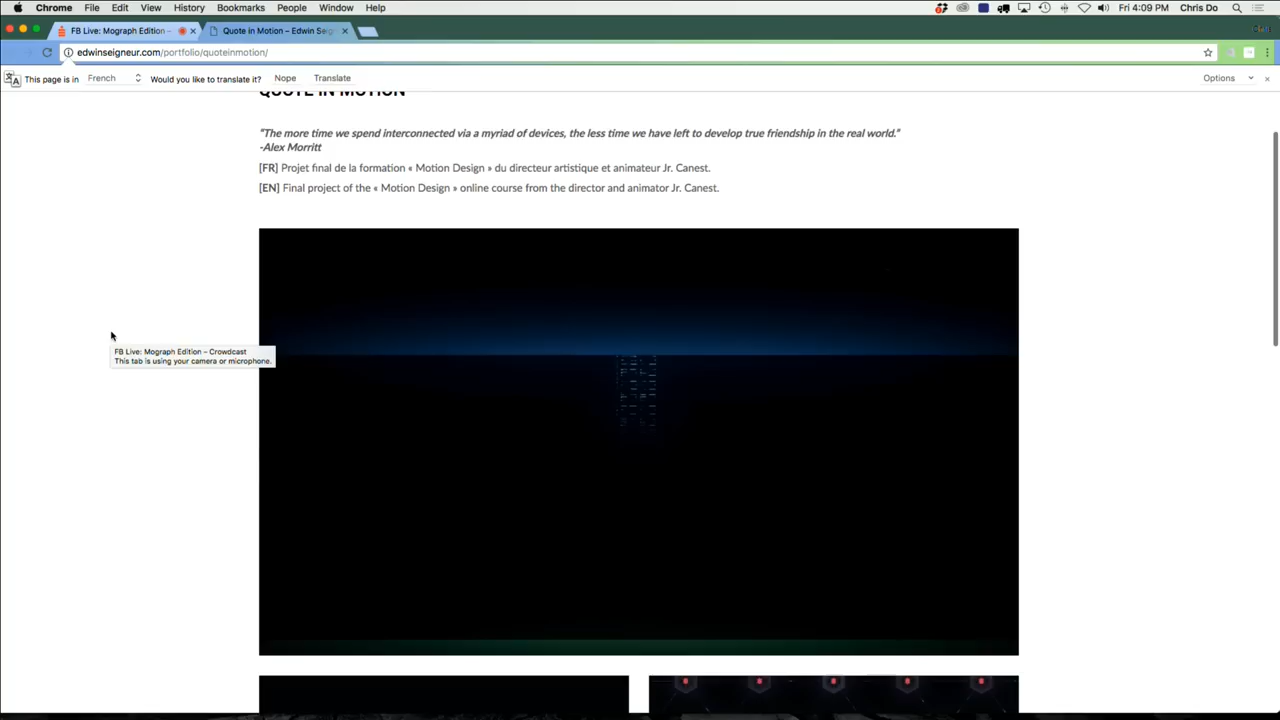 Chrome File Edit View History Bookmarks People Window Help Fri 4:09 PM Chris Do
FB Live: Mograph Edition – Quote in Motion – Edwin Seig
edwinseigneur.com/portfolio/quoteinmotion/
This page is in French Would you like to translate it? Nope Translate Options
QUOTE IN MOTION
"The more time we spend interconnected via a myriad of devices, the less time we have left to develop true friendship in the real world."
-Alex Morritt
[FR] Projet final de la formation « Motion Design » du directeur artistique et animateur Jr. Canest.
[EN] Final project of the « Motion Design » online course from the director and animator Jr. Canest.
FB Live: Mograph Edition – Crowdcast
This tab is using your camera or microphone.